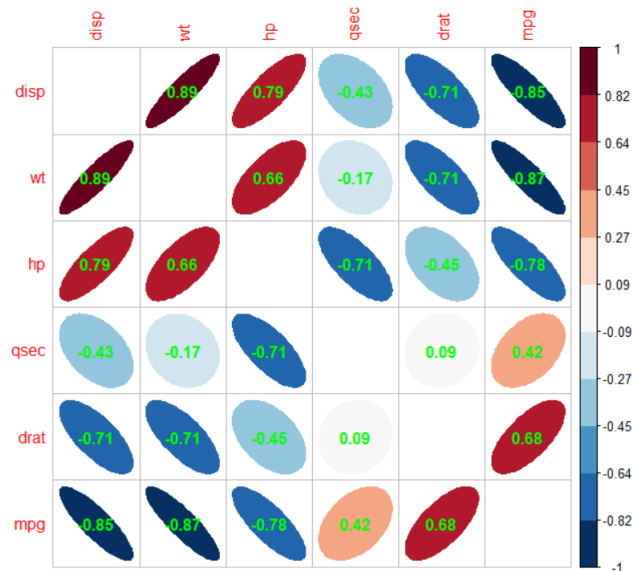 disp wt hp qsec drat mpg
disp 0.89 0.79 -0.43 -0.71 -0.85
wt 0.89 0.66 -0.17 -0.71 -0.87
hp 0.79 0.66 -0.71 -0.45 -0.78
qsec -0.43 -0.17 -0.71 0.09 0.42
drat -0.71 -0.71 -0.45 0.09 0.68
mpg -0.85 -0.87 -0.78 0.42 0.68
1
0.82
0.64
0.45
0.27
0.09
-0.09
-0.27
-0.45
-0.64
-0.82
-1